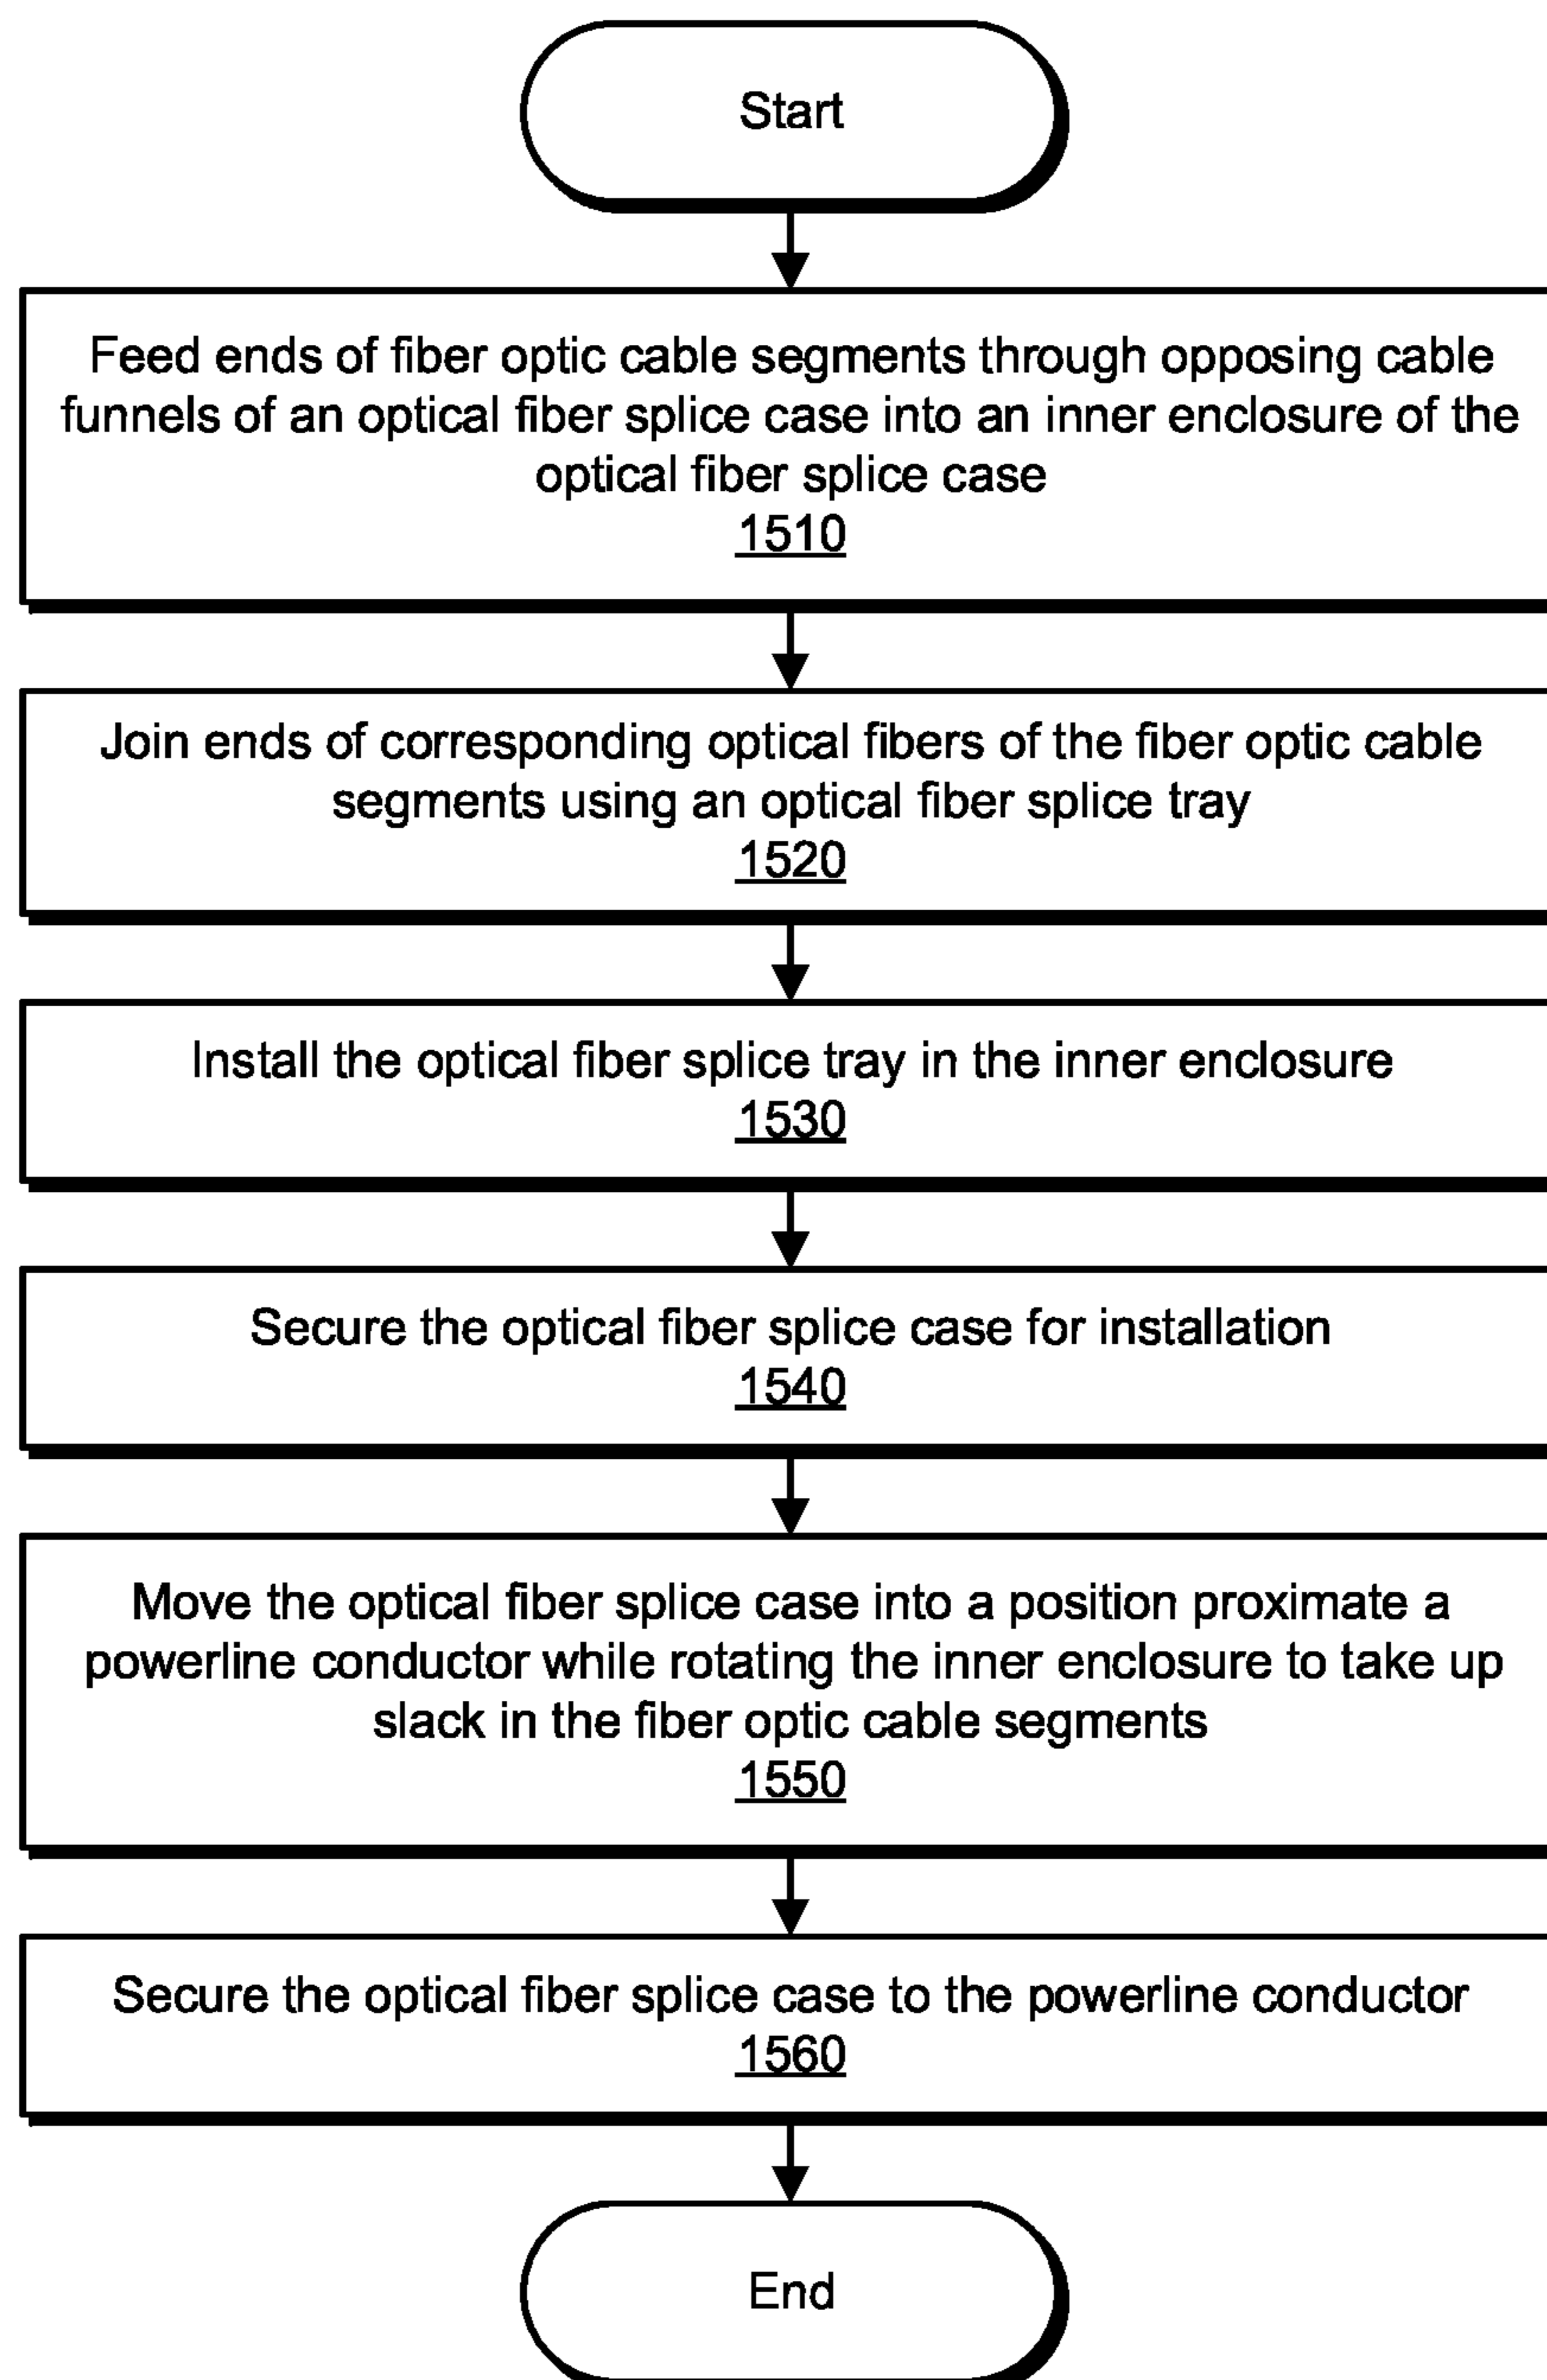 Start
Feed ends of fiber optic cable segments through opposing cable
funnels of an optical fiber splice case into an inner enclosure of the
optical fiber splice case
1510
Join ends of corresponding optical fibers of the fiber optic cable
segments using an optical fiber splice tray
1520
Install the optical fiber splice tray in the inner enclosure
1530
Secure the optical fiber splice case for installation
1540
Move the optical fiber splice case into a position proximate a
powerline conductor while rotating the inner enclosure to take up
slack in the fiber optic cable segments
1550
Secure the optical fiber splice case to the powerline conductor
1560
End